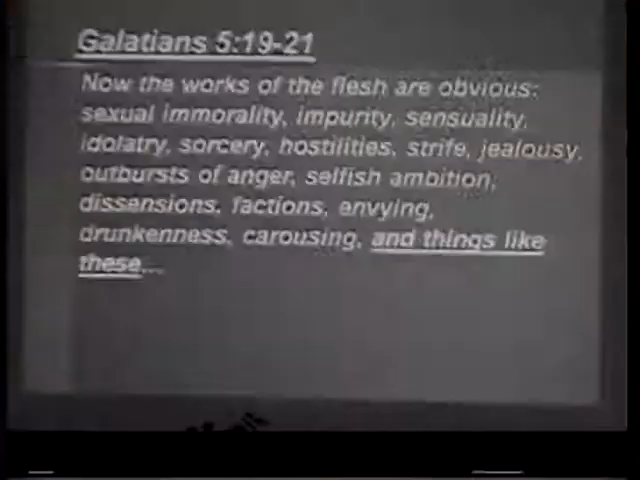 Galatians 5:19-21
Now the works of the flesh are obvious:
sexual immorality, impurity, sensuality,
idolatry, sorcery, hostilities, strife, jealousy,
outbursts of anger, selfish ambition,
dissensions, factions, envying,
drunkenness, carousing, and things like
these...